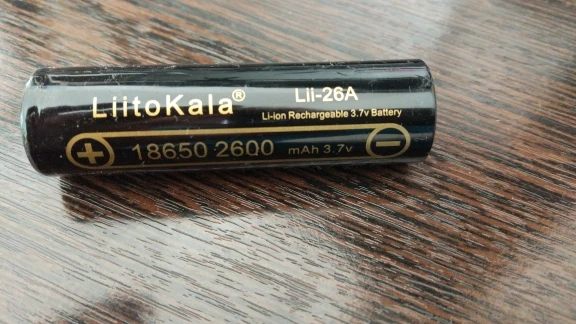 LiitoKala® Lii-26A
Li-ion Rechargeable 3.7v Battery
18650 2600 mAh 3.7v